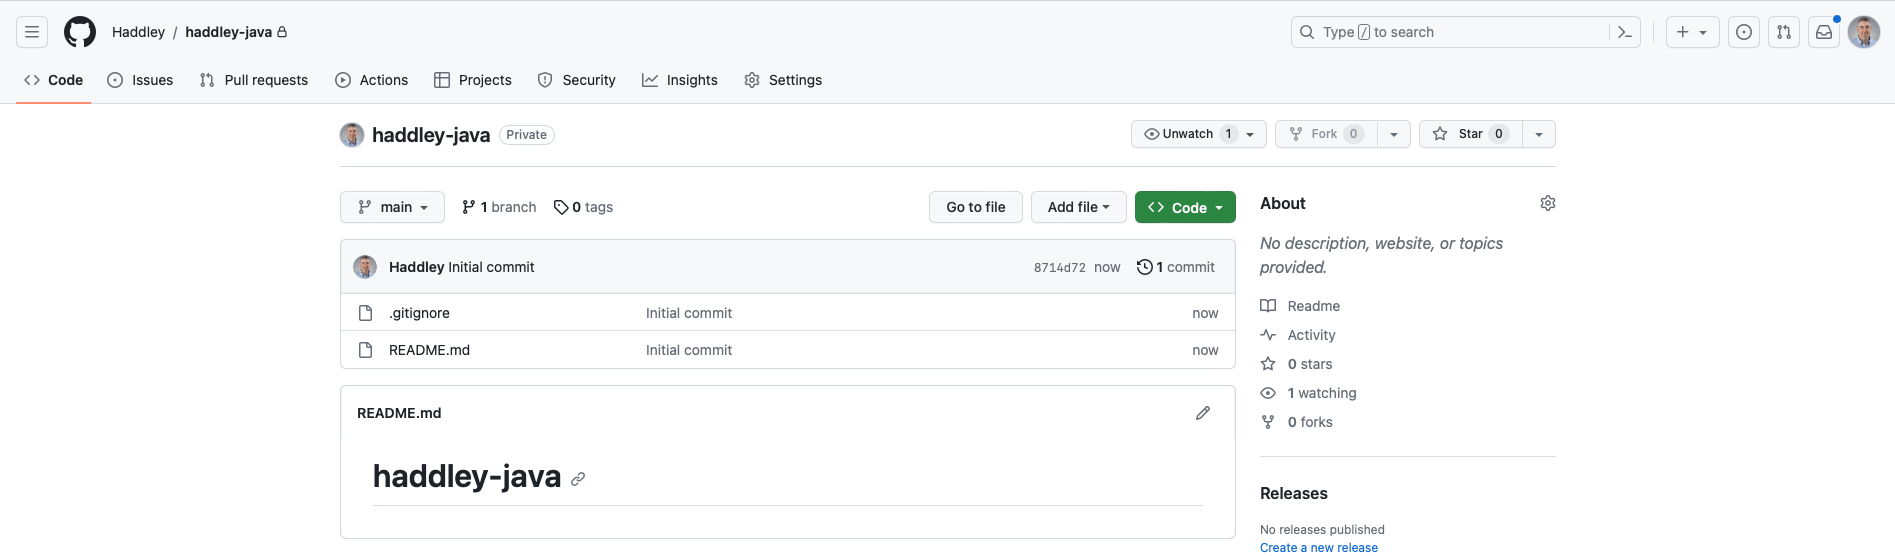 Haddley / haddley-java
Type / to search
Code
Issues
Pull requests
Actions
Projects
Security
Insights
Settings
haddley-java Private
Unwatch 1
Fork 0
Star 0
main
1 branch
0 tags
Go to file
Add file
Code
Haddley Initial commit
8714d72 now
1 commit
.gitignore Initial commit now
README.md Initial commit now
README.md
haddley-java
About
No description, website, or topics
provided.
Readme
Activity
0 stars
1 watching
0 forks
Releases
No releases published
Create a new release